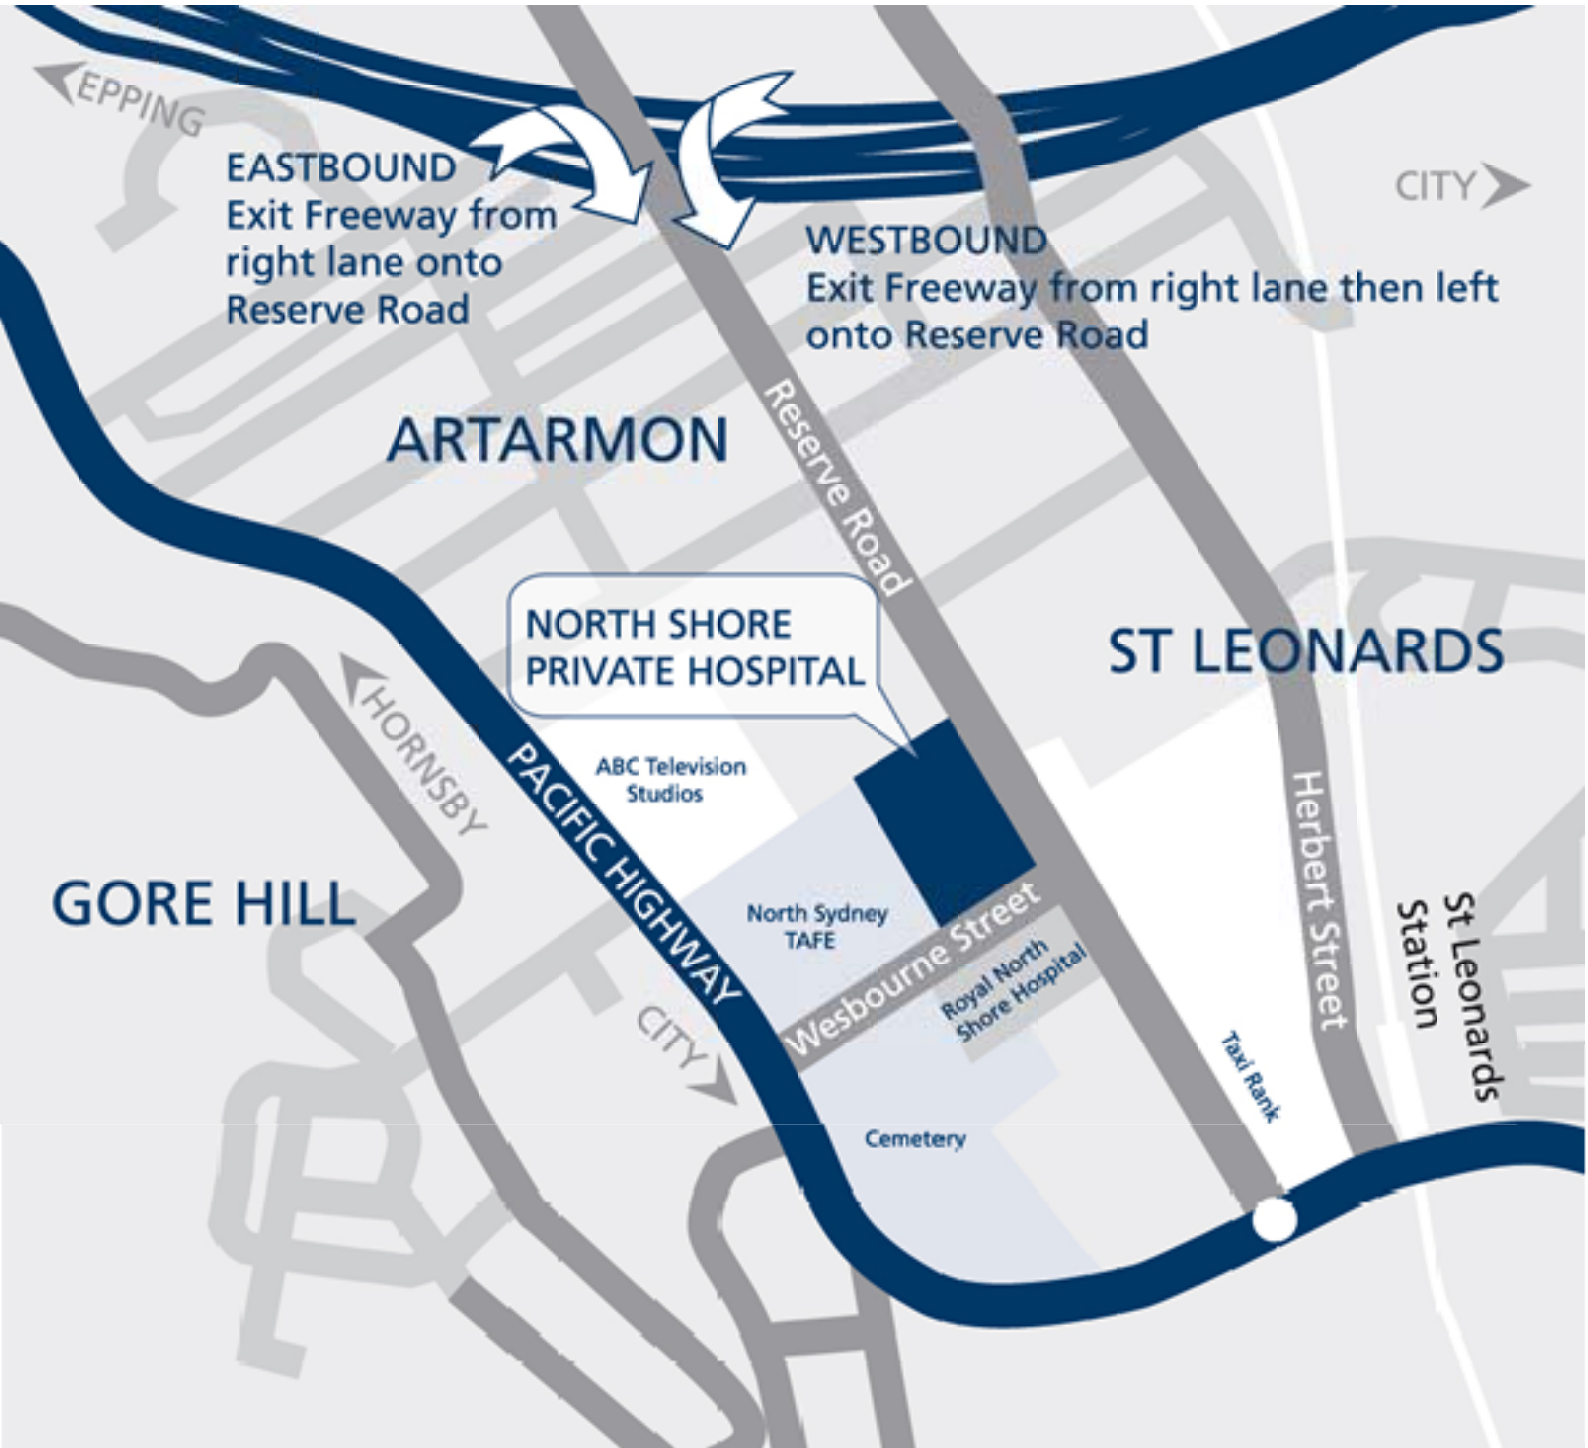 EPPING
EASTBOUND
Exit Freeway from
right lane onto
Reserve Road
CITY
WESTBOUND
Exit Freeway from right lane then left
onto Reserve Road
ARTARMON
Reserve Road
NORTH SHORE
PRIVATE HOSPITAL
ST LEONARDS
HORNSBY
PACIFIC HIGHWAY
ABC Television
Studios
Herbert Street
GORE HILL
North Sydney
TAFE
Wesbourne Street
Royal North
Shore Hospital
St Leonards
Station
CITY
Taxi Rank
Cemetery